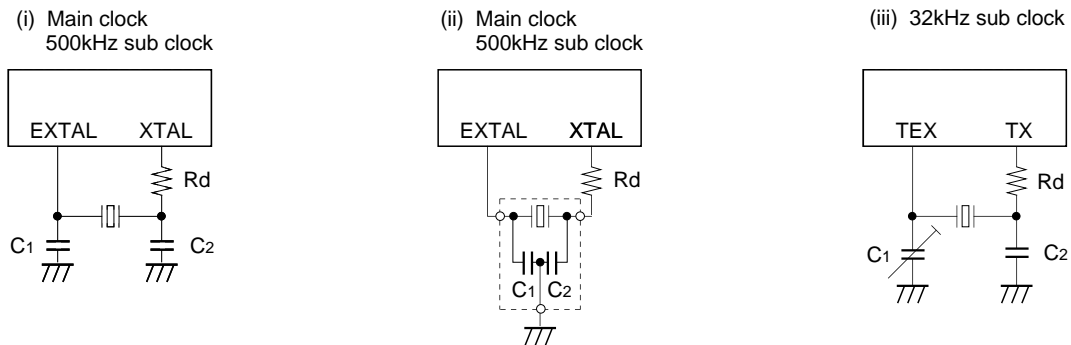 (i) Main clock
500kHz sub clock
EXTAL XTAL
Rd
C1 C2
(ii) Main clock
500kHz sub clock
EXTAL XTAL
Rd
C1 C2
(iii) 32kHz sub clock
TEX TX
Rd
C1 C2